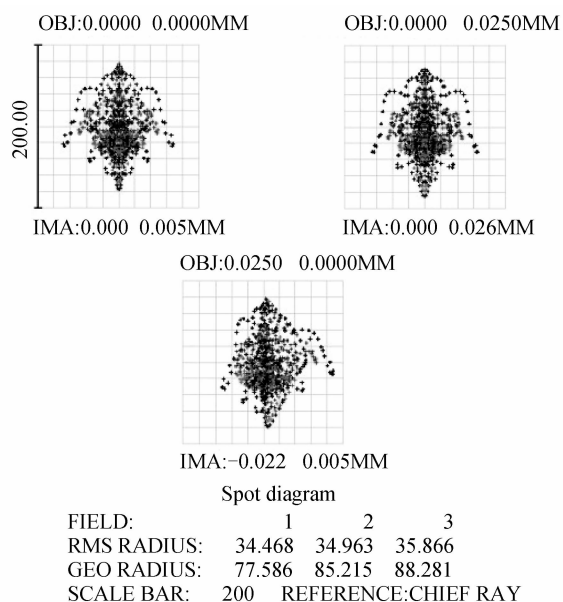 OBJ:0.0000 0.0000MM
OBJ:0.0000 0.0250MM
200.00
IMA:0.000 0.005MM
IMA:0.000 0.026MM
OBJ:0.0250 0.0000MM
IMA:−0.022 0.005MM
Spot diagram
FIELD: 1 2 3
RMS RADIUS: 34.468 34.963 35.866
GEO RADIUS: 77.586 85.215 88.281
SCALE BAR: 200 REFERENCE:CHIEF RAY